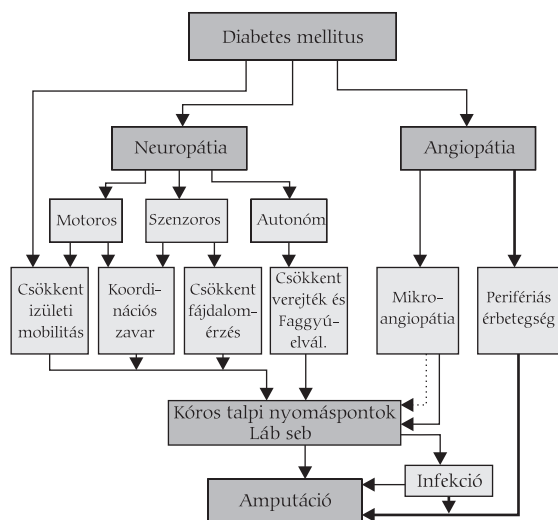 Diabetes mellitus
Neuropátia
Angiopátia
Motoros
Szenzoros
Autonóm
Csökkent
izületi
mobilitás
Koordi-
nációs
zavar
Csökkent
fájdalom-
érzés
Csökkent
verejték és
Faggyú-
elvál.
Mikro-
angiopátia
Perifériás
érbetegség
Kóros talpi nyomáspontok
Láb seb
Infekció
Amputáció